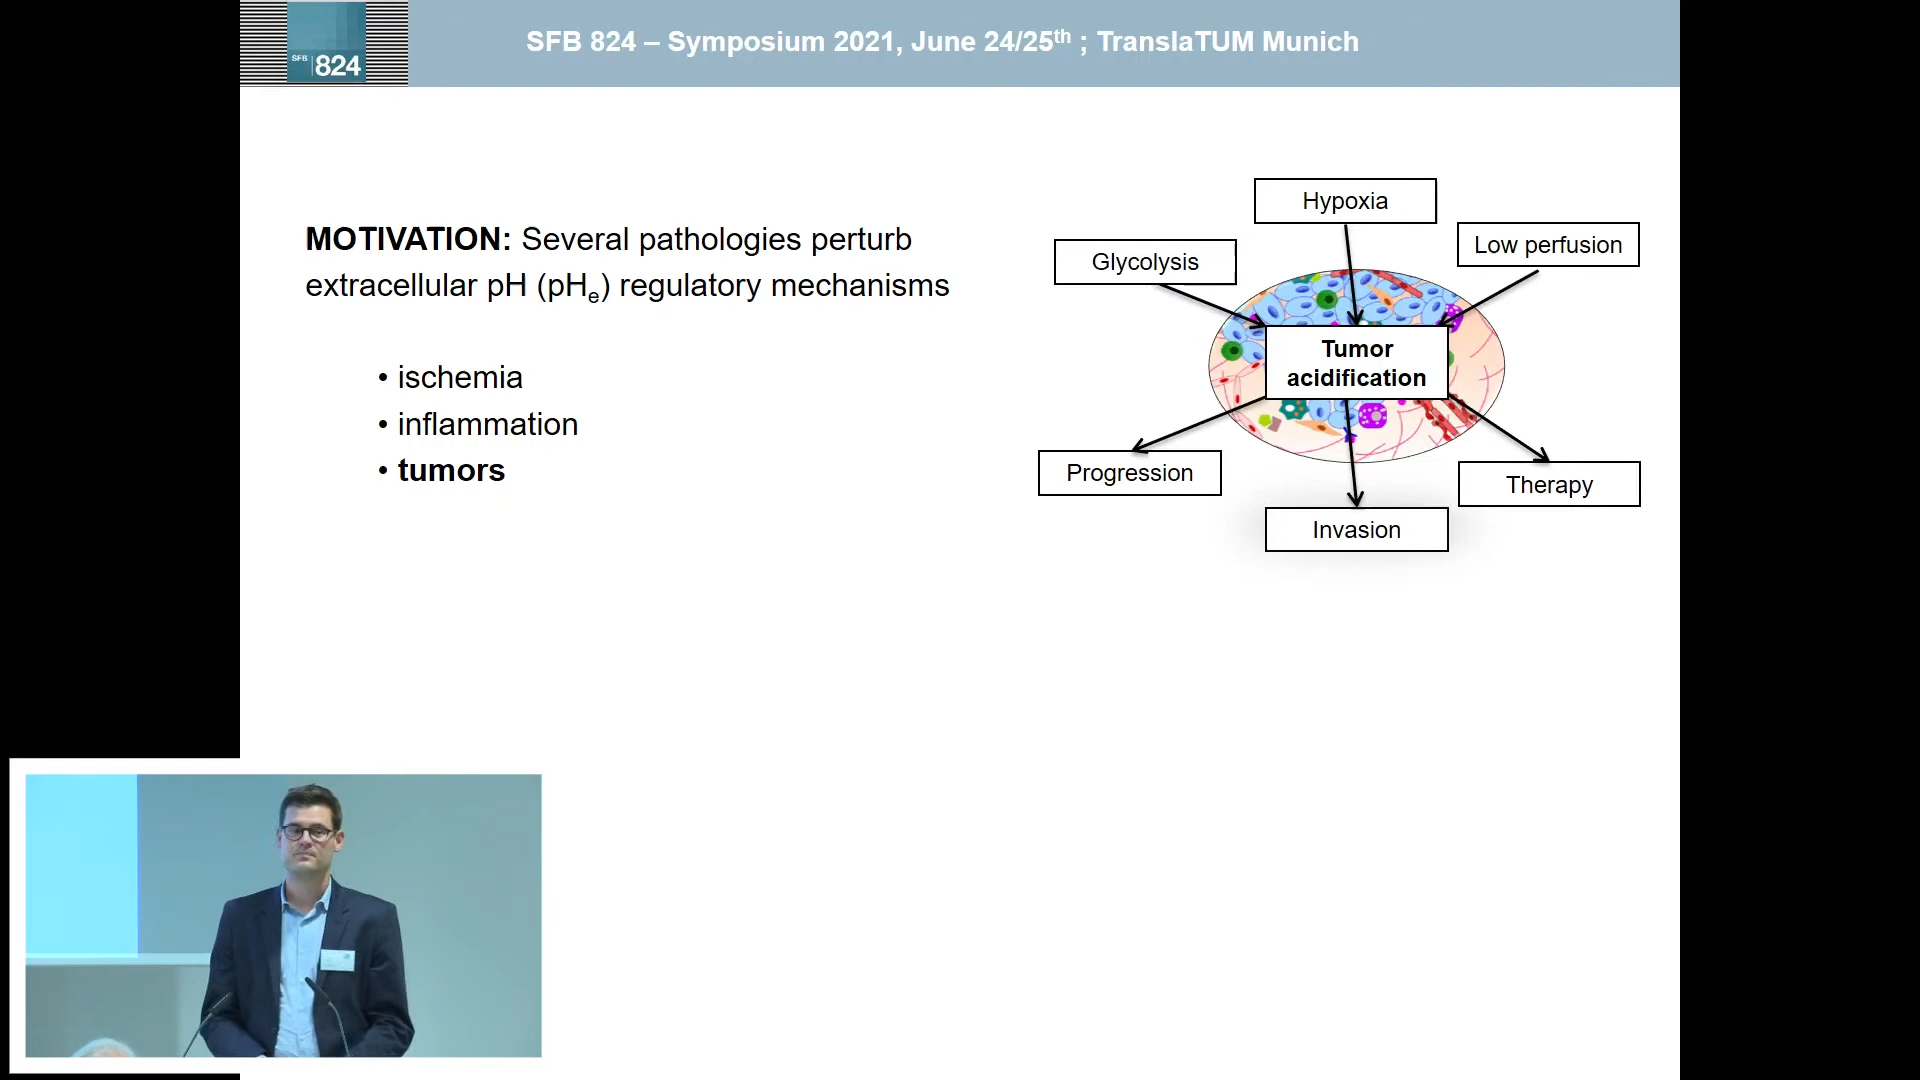 SFB 824
SFB 824 – Symposium 2021, June 24/25th ; TranslaTUM Munich
MOTIVATION: Several pathologies perturb
extracellular pH (pHe) regulatory mechanisms
• ischemia
• inflammation
• tumors
Hypoxia
Glycolysis
Low perfusion
Tumor
acidification
Progression
Therapy
Invasion